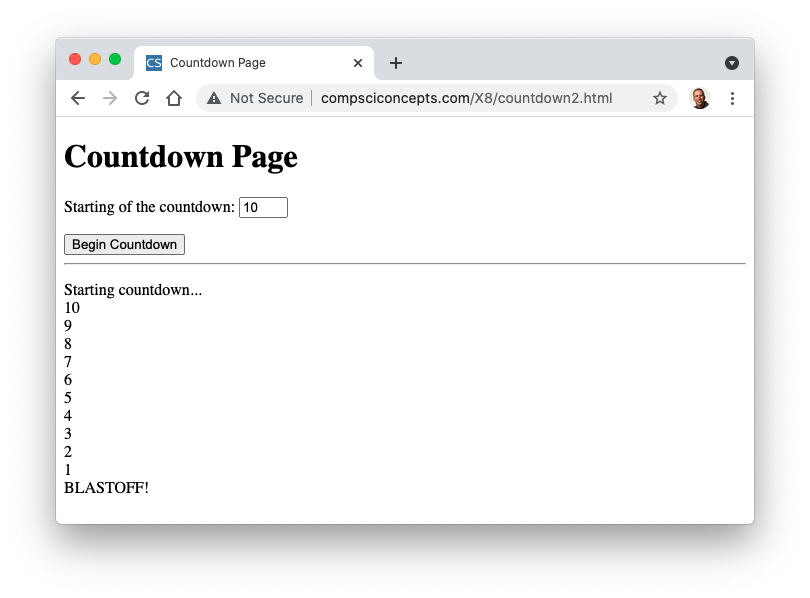 CS Countdown Page
Not Secure compsciconcepts.com/X8/countdown2.html
Countdown Page
Starting of the countdown: 10
Begin Countdown
Starting countdown...
10
9
8
7
6
5
4
3
2
1
BLASTOFF!